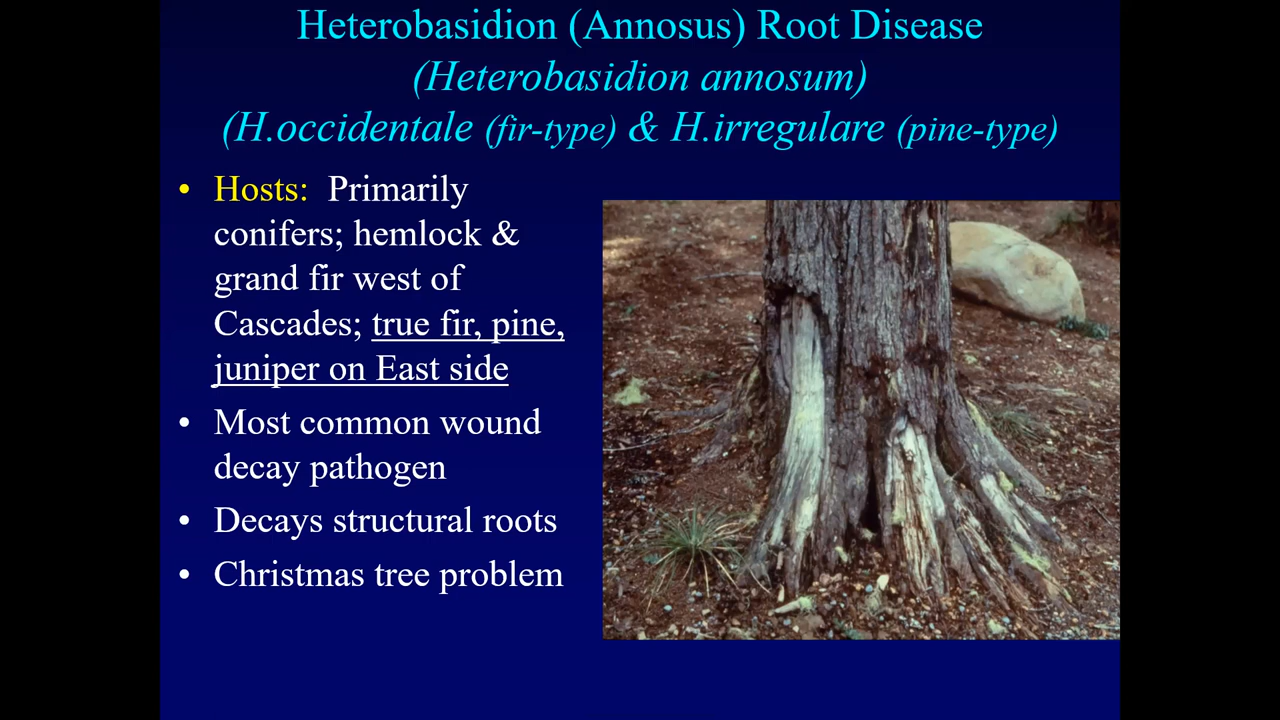 Heterobasidion (Annosus) Root Disease
(Heterobasidion annosum)
(H.occidentale (fir-type) & H.irregulare (pine-type)
• Hosts: Primarily
conifers; hemlock &
grand fir west of
Cascades; true fir, pine,
juniper on East side
• Most common wound
decay pathogen
• Decays structural roots
• Christmas tree problem